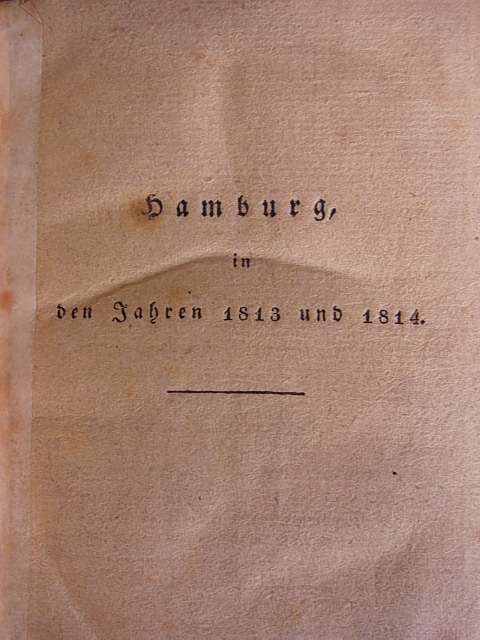 Hamburg,
in
den Jahren 1813 und 1814.